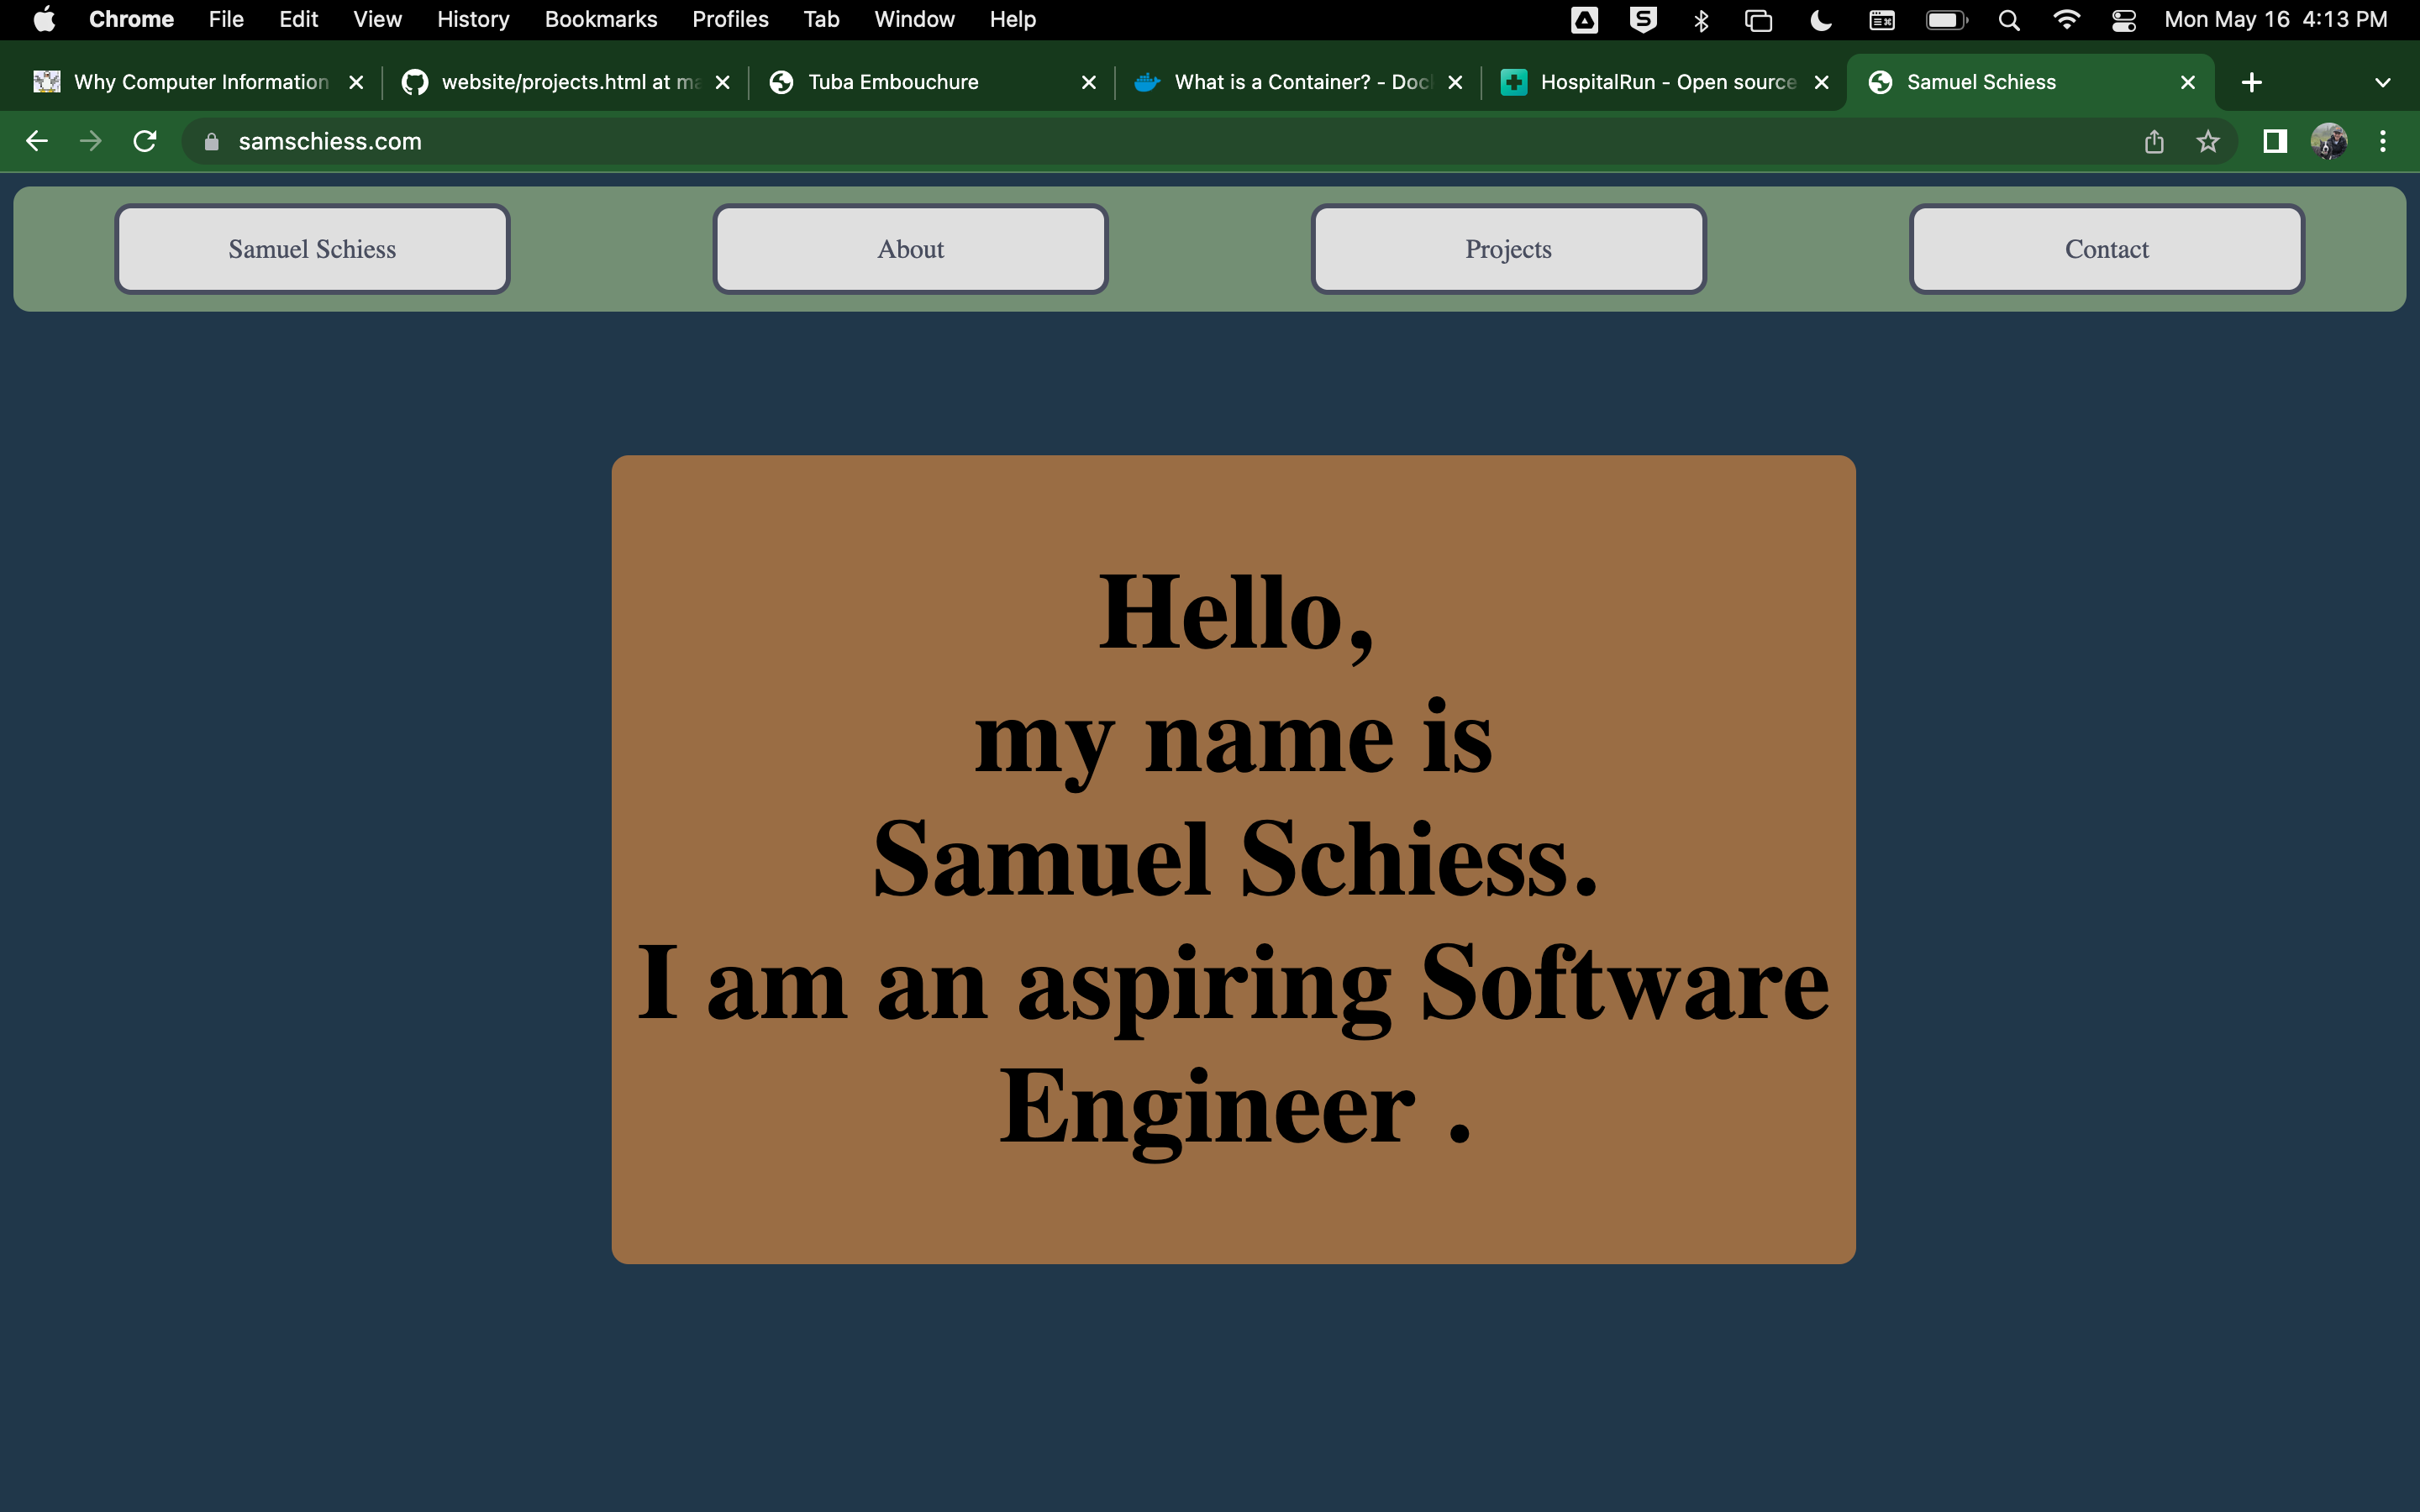 Chrome File Edit View History Bookmarks Profiles Tab Window Help Mon May 16 4:13 PM
Why Computer Information website/projects.html at Tuba Embouchure What is a Container? - HospitalRun - Open source Samuel Schiess
samschiess.com
Samuel Schiess About Projects Contact
Hello,
my name is
Samuel Schiess.
I am an aspiring Software
Engineer .